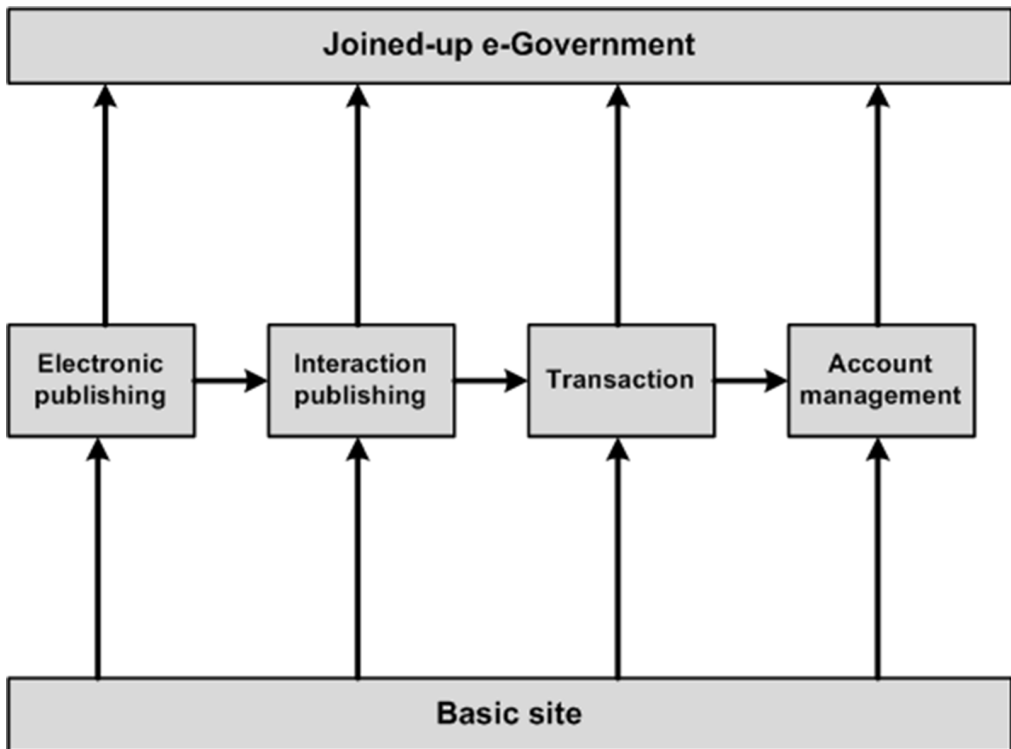 Joined-up e-Government
Electronic
publishing
Interaction
publishing
Transaction
Account
management
Basic site